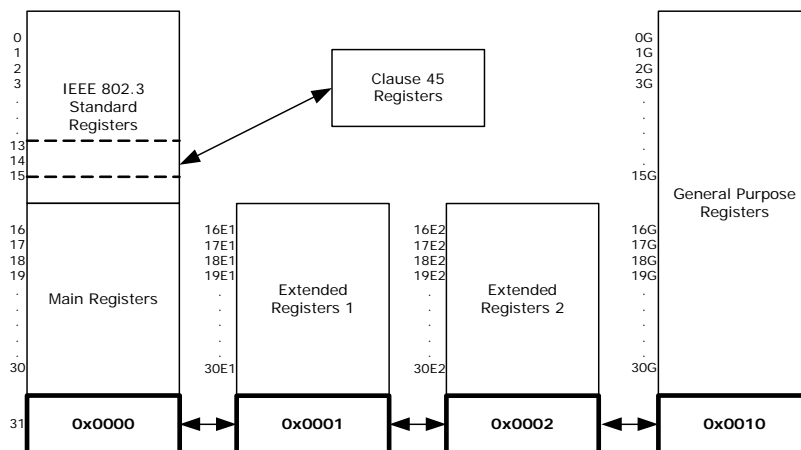 0
1
2
3
.
.
.
13
14
15
IEEE 802.3
Standard
Registers
Clause 45
Registers
0G
1G
2G
3G
.
.
.
.
.
15G
General Purpose
Registers
16
17
18
19
.
.
.
.
.
30
Main Registers
16E1
17E1
18E1
19E1
.
.
.
.
.
30E1
Extended
Registers 1
16E2
17E2
18E2
19E2
.
.
.
.
.
30E2
Extended
Registers 2
16G
17G
18G
19G
.
.
.
.
.
30G
31
0x0000
0x0001
0x0002
0x0010